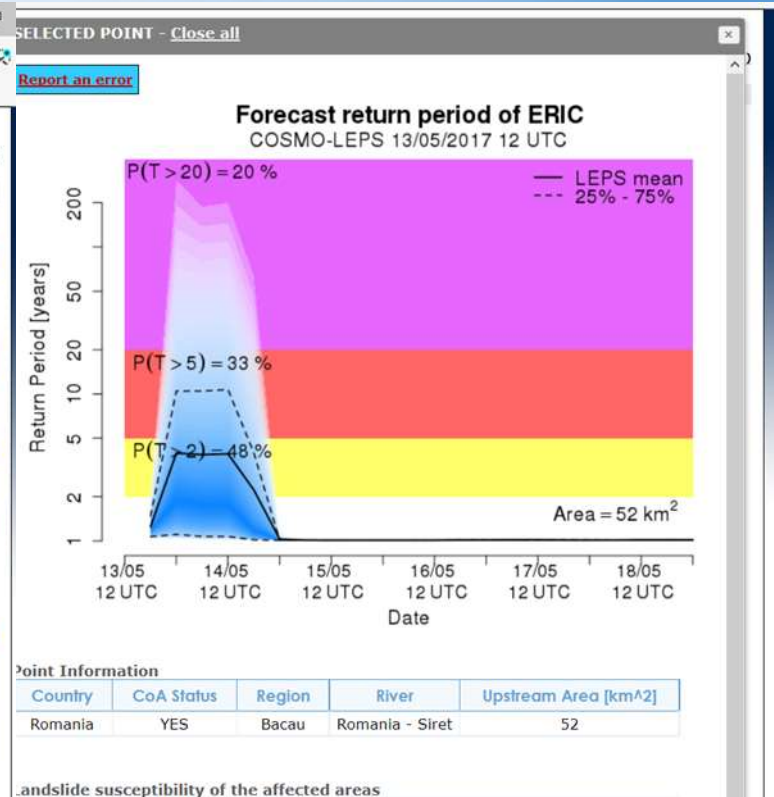 SELECTED POINT - Close all
Report an error
Forecast return period of ERIC
COSMO-LEPS 13/05/2017 12 UTC
P(T > 20) = 20 %
LEPS mean
25% - 75%
P(T > 5) = 33 %
P(T > 2) = 48 %
Area = 52 km²
Return Period [years]
200
50
20
10
5
2
1
13/05 14/05 15/05 16/05 17/05 18/05
12 UTC 12 UTC 12 UTC 12 UTC 12 UTC 12 UTC
Date
Point Information
Country CoA Status Region River Upstream Area [km^2]
Romania YES Bacau Romania - Siret 52
Landslide susceptibility of the affected areas